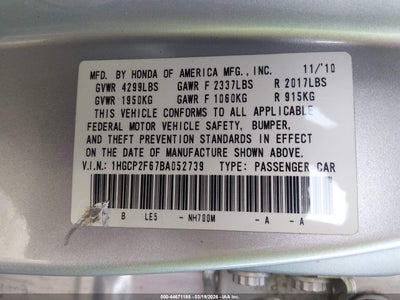 MFD. BY HONDA OF AMERICA MFG., INC. 11/'10
GVWR 4299LBS GAWR F 2337LBS R 2017LBS
GVWR 1950KG GAWR F 1060KG R 915KG
THIS VEHICLE CONFORMS TO ALL APPLICABLE
FEDERAL MOTOR VEHICLE SAFETY, BUMPER,
AND THEFT PREVENTION STANDARDS IN EFFECT
ON THE DATE OF MANUFACTURE SHOWN ABOVE.
V.I.N.: 1HGCP2F67BA052739 TYPE: PASSENGER CAR
B LE5 - NH700M - A - A
000-44671185 - 03/19/2026 - IAA Inc.